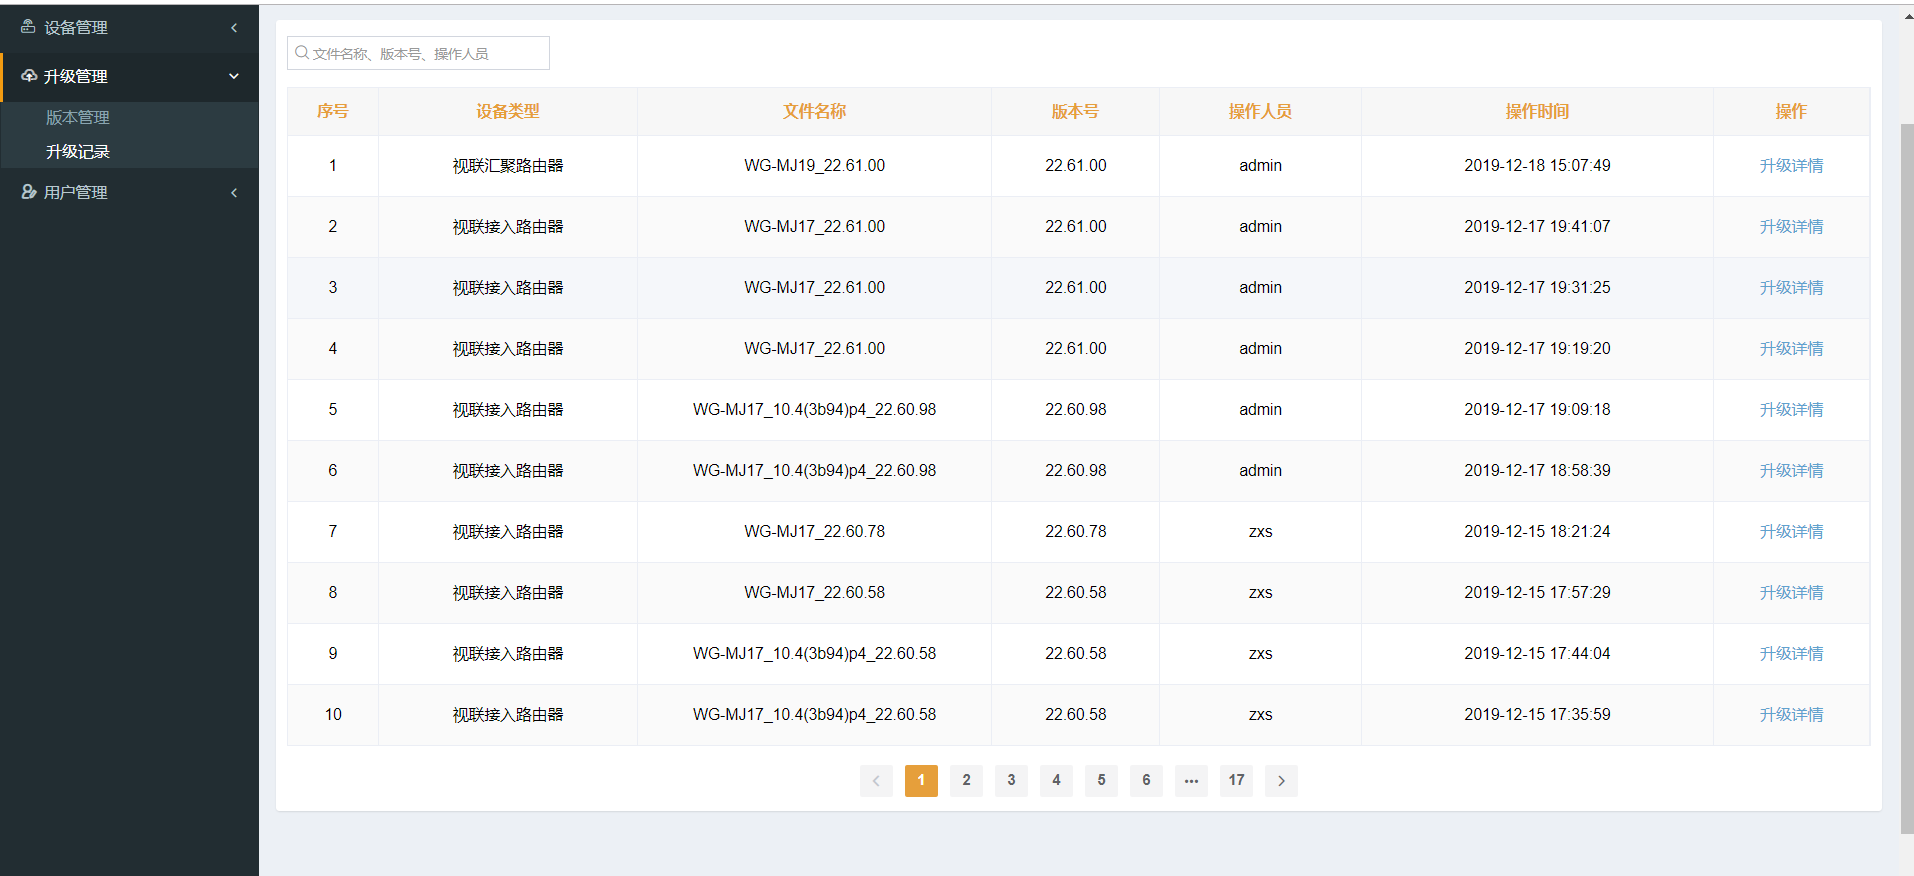 设备管理
升级管理
版本管理
升级记录
用户管理
文件名称、版本号、操作人员
序号 设备类型 文件名称 版本号 操作人员 操作时间 操作
1 视联汇聚路由器 WG-MJ19_22.61.00 22.61.00 admin 2019-12-18 15:07:49 升级详情
2 视联接入路由器 WG-MJ17_22.61.00 22.61.00 admin 2019-12-17 19:41:07 升级详情
3 视联接入路由器 WG-MJ17_22.61.00 22.61.00 admin 2019-12-17 19:31:25 升级详情
4 视联接入路由器 WG-MJ17_22.61.00 22.61.00 admin 2019-12-17 19:19:20 升级详情
5 视联接入路由器 WG-MJ17_10.4(3b94)p4_22.60.98 22.60.98 admin 2019-12-17 19:09:18 升级详情
6 视联接入路由器 WG-MJ17_10.4(3b94)p4_22.60.98 22.60.98 admin 2019-12-17 18:58:39 升级详情
7 视联接入路由器 WG-MJ17_22.60.78 22.60.78 zxs 2019-12-15 18:21:24 升级详情
8 视联接入路由器 WG-MJ17_22.60.58 22.60.58 zxs 2019-12-15 17:57:29 升级详情
9 视联接入路由器 WG-MJ17_10.4(3b94)p4_22.60.58 22.60.58 zxs 2019-12-15 17:44:04 升级详情
10 视联接入路由器 WG-MJ17_10.4(3b94)p4_22.60.58 22.60.58 zxs 2019-12-15 17:35:59 升级详情
1 2 3 4 5 6 ••• 17